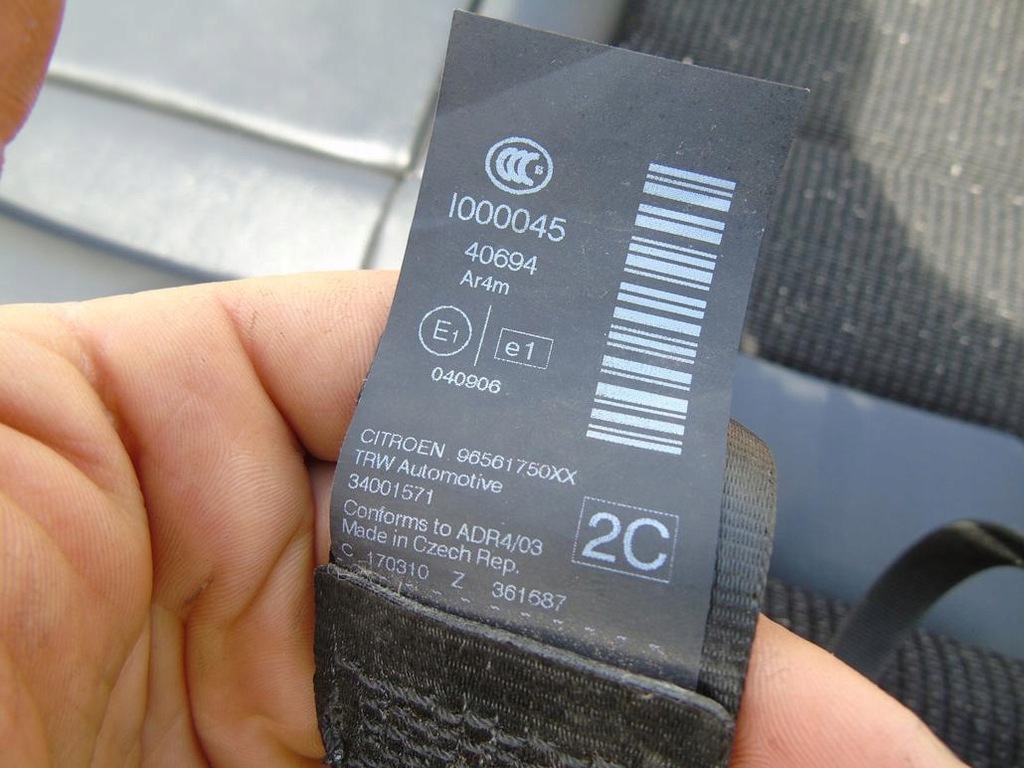 CCC S
I000045
40694
Ar4m
E1 e1
040906
CITROEN 96561750XX
TRW Automotive
34001571
Conforms to ADR4/03
Made in Czech Rep.
C 170310 Z 361687
2C